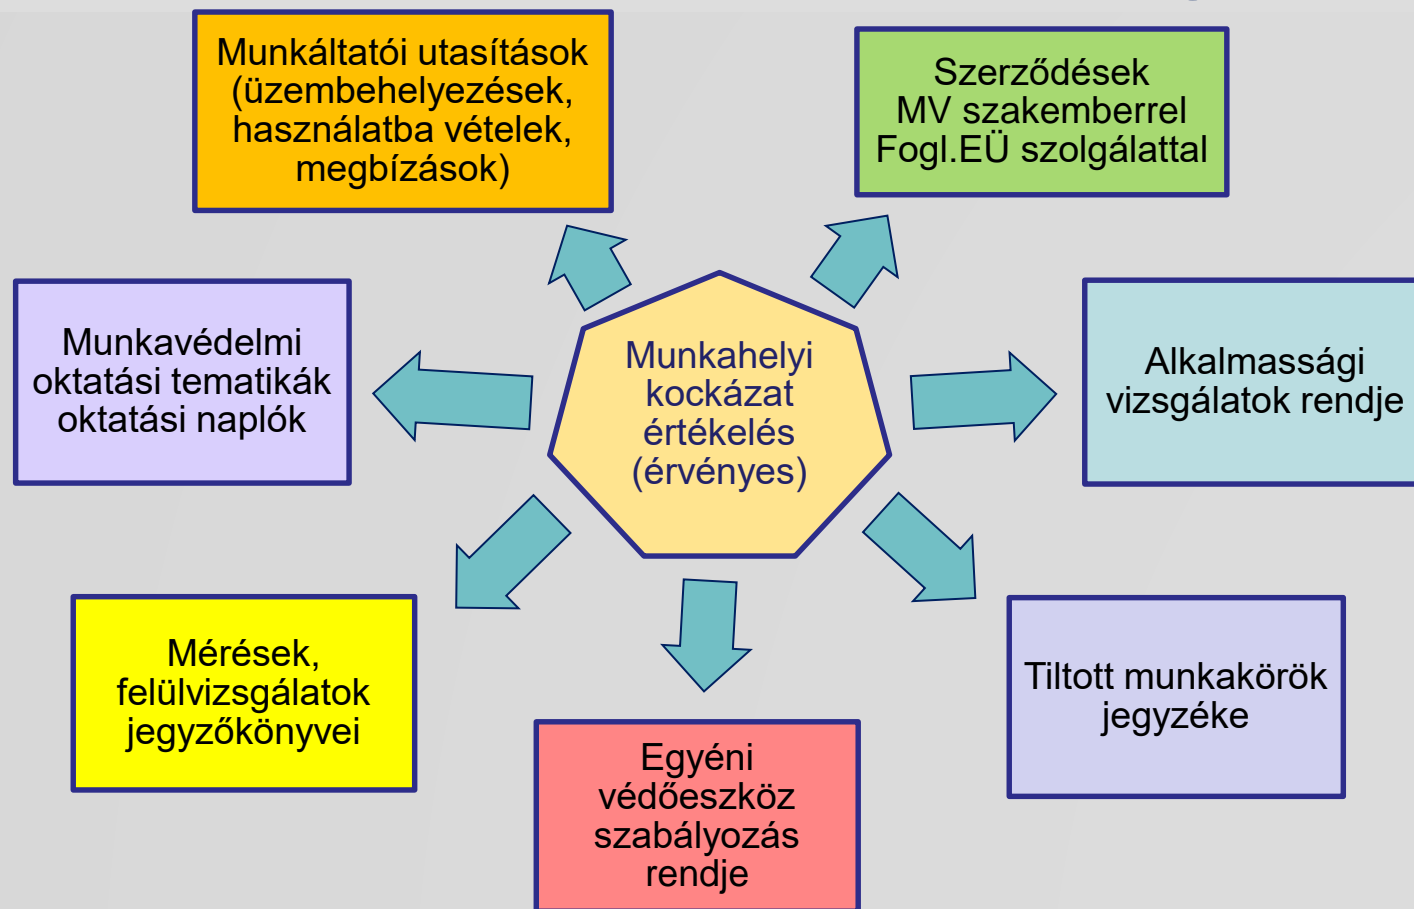 Munkáltatói utasítások
(üzembehelyezések,
használatba vételek,
megbízások)
Szerződések
MV szakemberrel
Fogl.EÜ szolgálattal
Munkavédelmi
oktatási tematikák
oktatási naplók
Munkahelyi
kockázat
értékelés
(érvényes)
Alkalmassági
vizsgálatok rendje
Mérések,
felülvizsgálatok
jegyzőkönyvei
Egyéni
védőeszköz
szabályozás
rendje
Tiltott munkakörök
jegyzéke